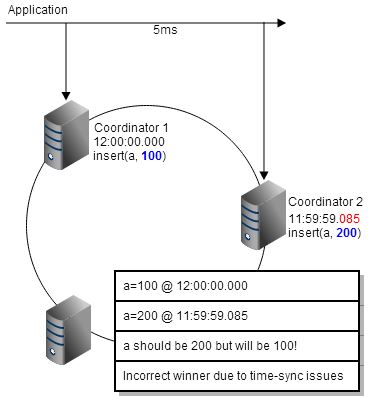 Application
5ms
Coordinator 1
12:00:00.000
insert(a, 100)
Coordinator 2
11:59:59.085
insert(a, 200)
a=100 @ 12:00:00.000
a=200 @ 11:59:59.085
a should be 200 but will be 100!
Incorrect winner due to time-sync issues